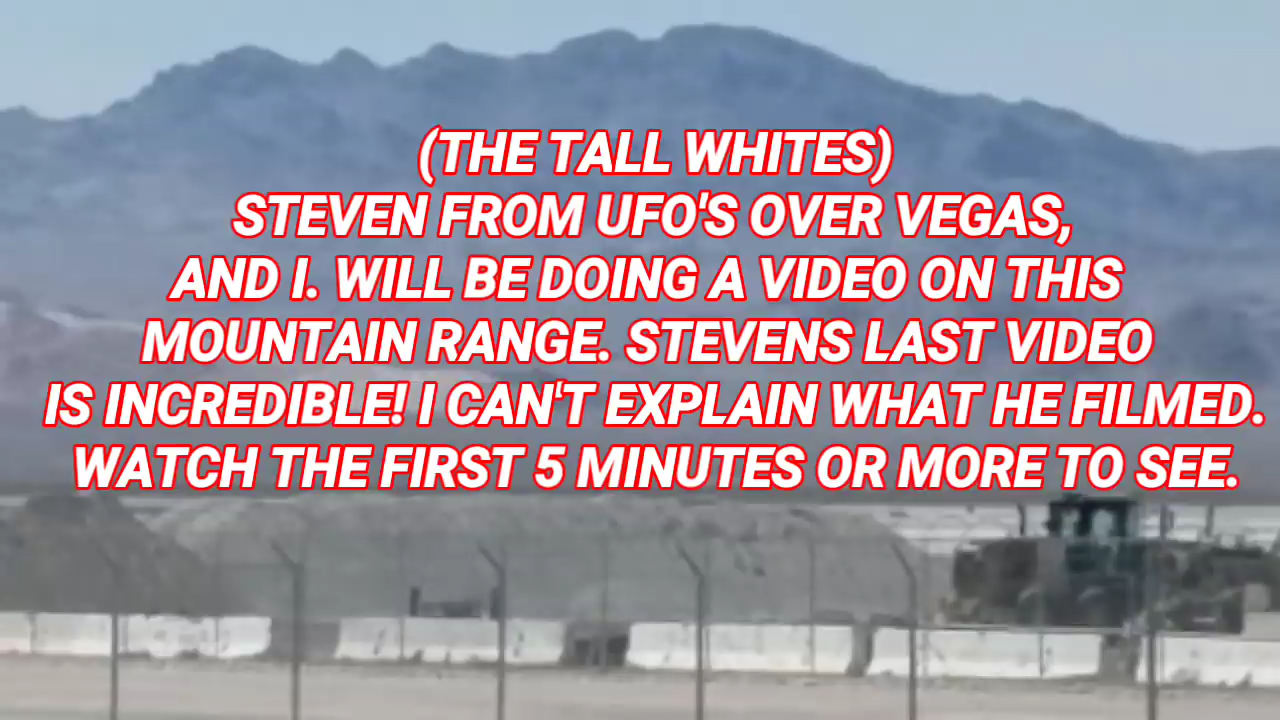 (THE TALL WHITES)
STEVEN FROM UFO'S OVER VEGAS,
AND I. WILL BE DOING A VIDEO ON THIS
MOUNTAIN RANGE. STEVENS LAST VIDEO
IS INCREDIBLE! I CAN'T EXPLAIN WHAT HE FILMED.
WATCH THE FIRST 5 MINUTES OR MORE TO SEE.